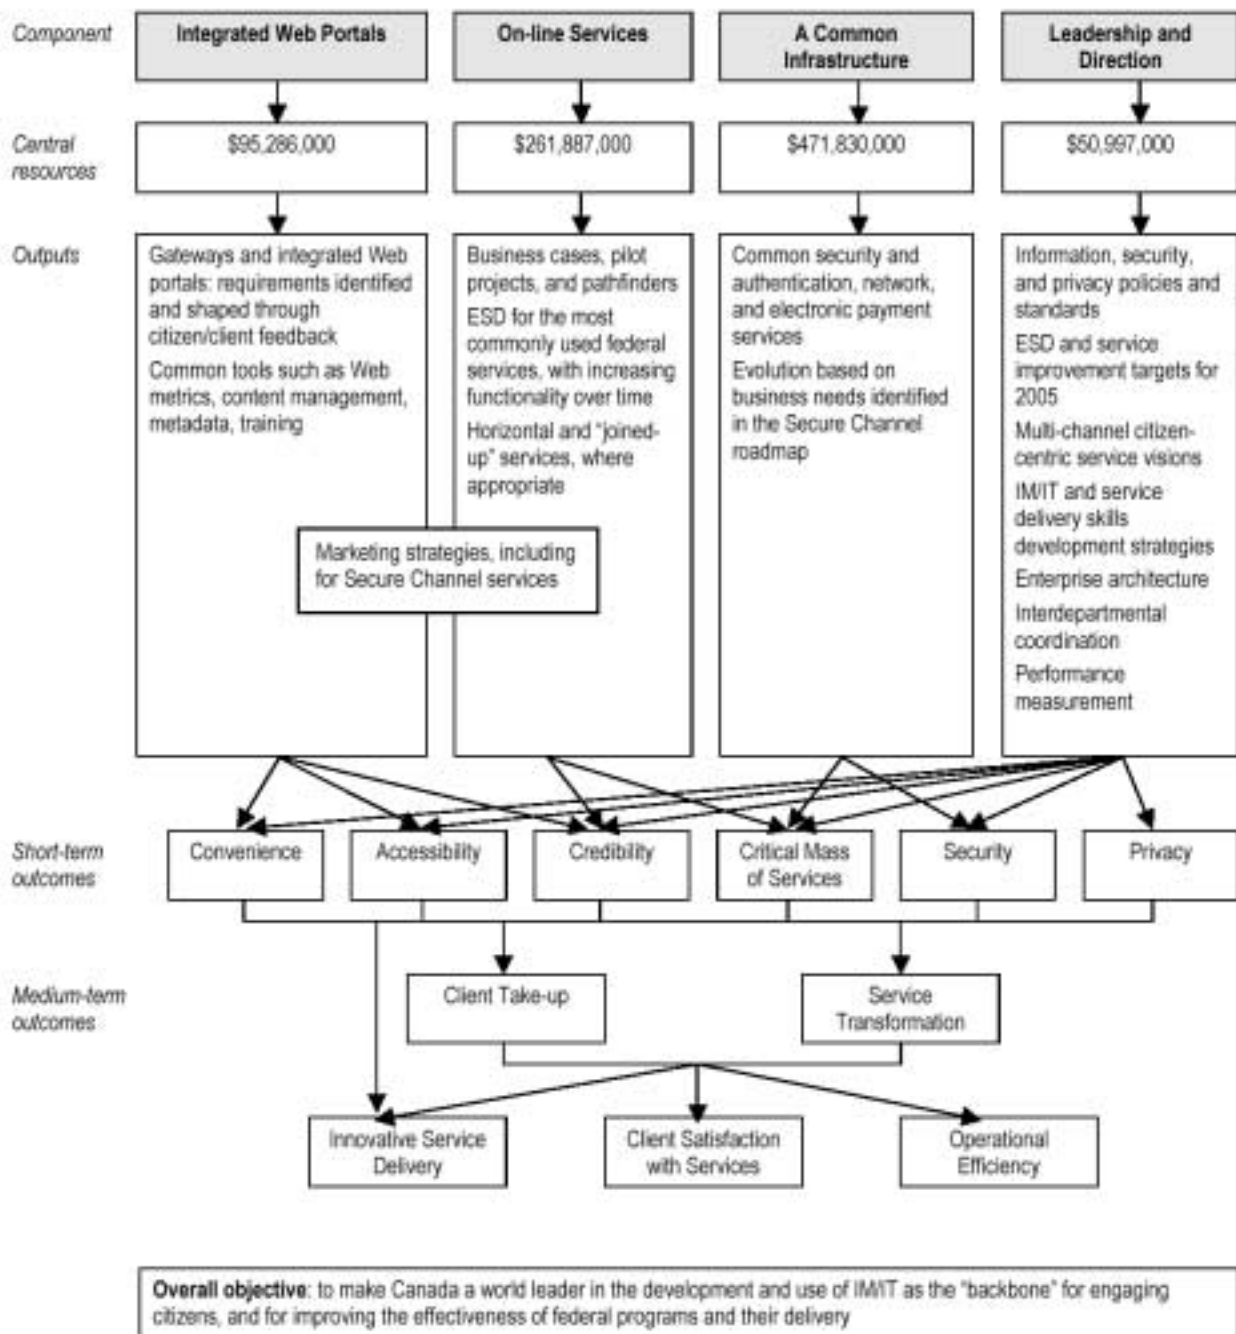 Component
Integrated Web Portals
On-line Services
A Common
Infrastructure
Leadership and
Direction
Central
resources
$95,286,000
$261,887,000
$471,830,000
$50,997,000
Outputs
Gateways and integrated Web
portals: requirements identified
and shaped through
citizen/client feedback
Common tools such as Web
metrics, content management,
metadata, training
Business cases, pilot
projects, and pathfinders
ESD for the most
commonly used federal
services, with increasing
functionality over time
Horizontal and “joined-
up” services, where
appropriate
Marketing strategies, including
for Secure Channel services
Common security and
authentication, network,
and electronic payment
services
Evolution based on
business needs identified
in the Secure Channel
roadmap
Information, security,
and privacy policies and
standards
ESD and service
improvement targets for
2005
Multi-channel citizen-
centric service visions
IM/IT and service
delivery skills
development strategies
Enterprise architecture
Interdepartmental
coordination
Performance
measurement
Short-term
outcomes
Convenience
Accessibility
Credibility
Critical Mass
of Services
Security
Privacy
Medium-term
outcomes
Client Take-up
Service
Transformation
Innovative Service
Delivery
Client Satisfaction
with Services
Operational
Efficiency
Overall objective: to make Canada a world leader in the development and use of IM/IT as the “backbone” for engaging
citizens, and for improving the effectiveness of federal programs and their delivery